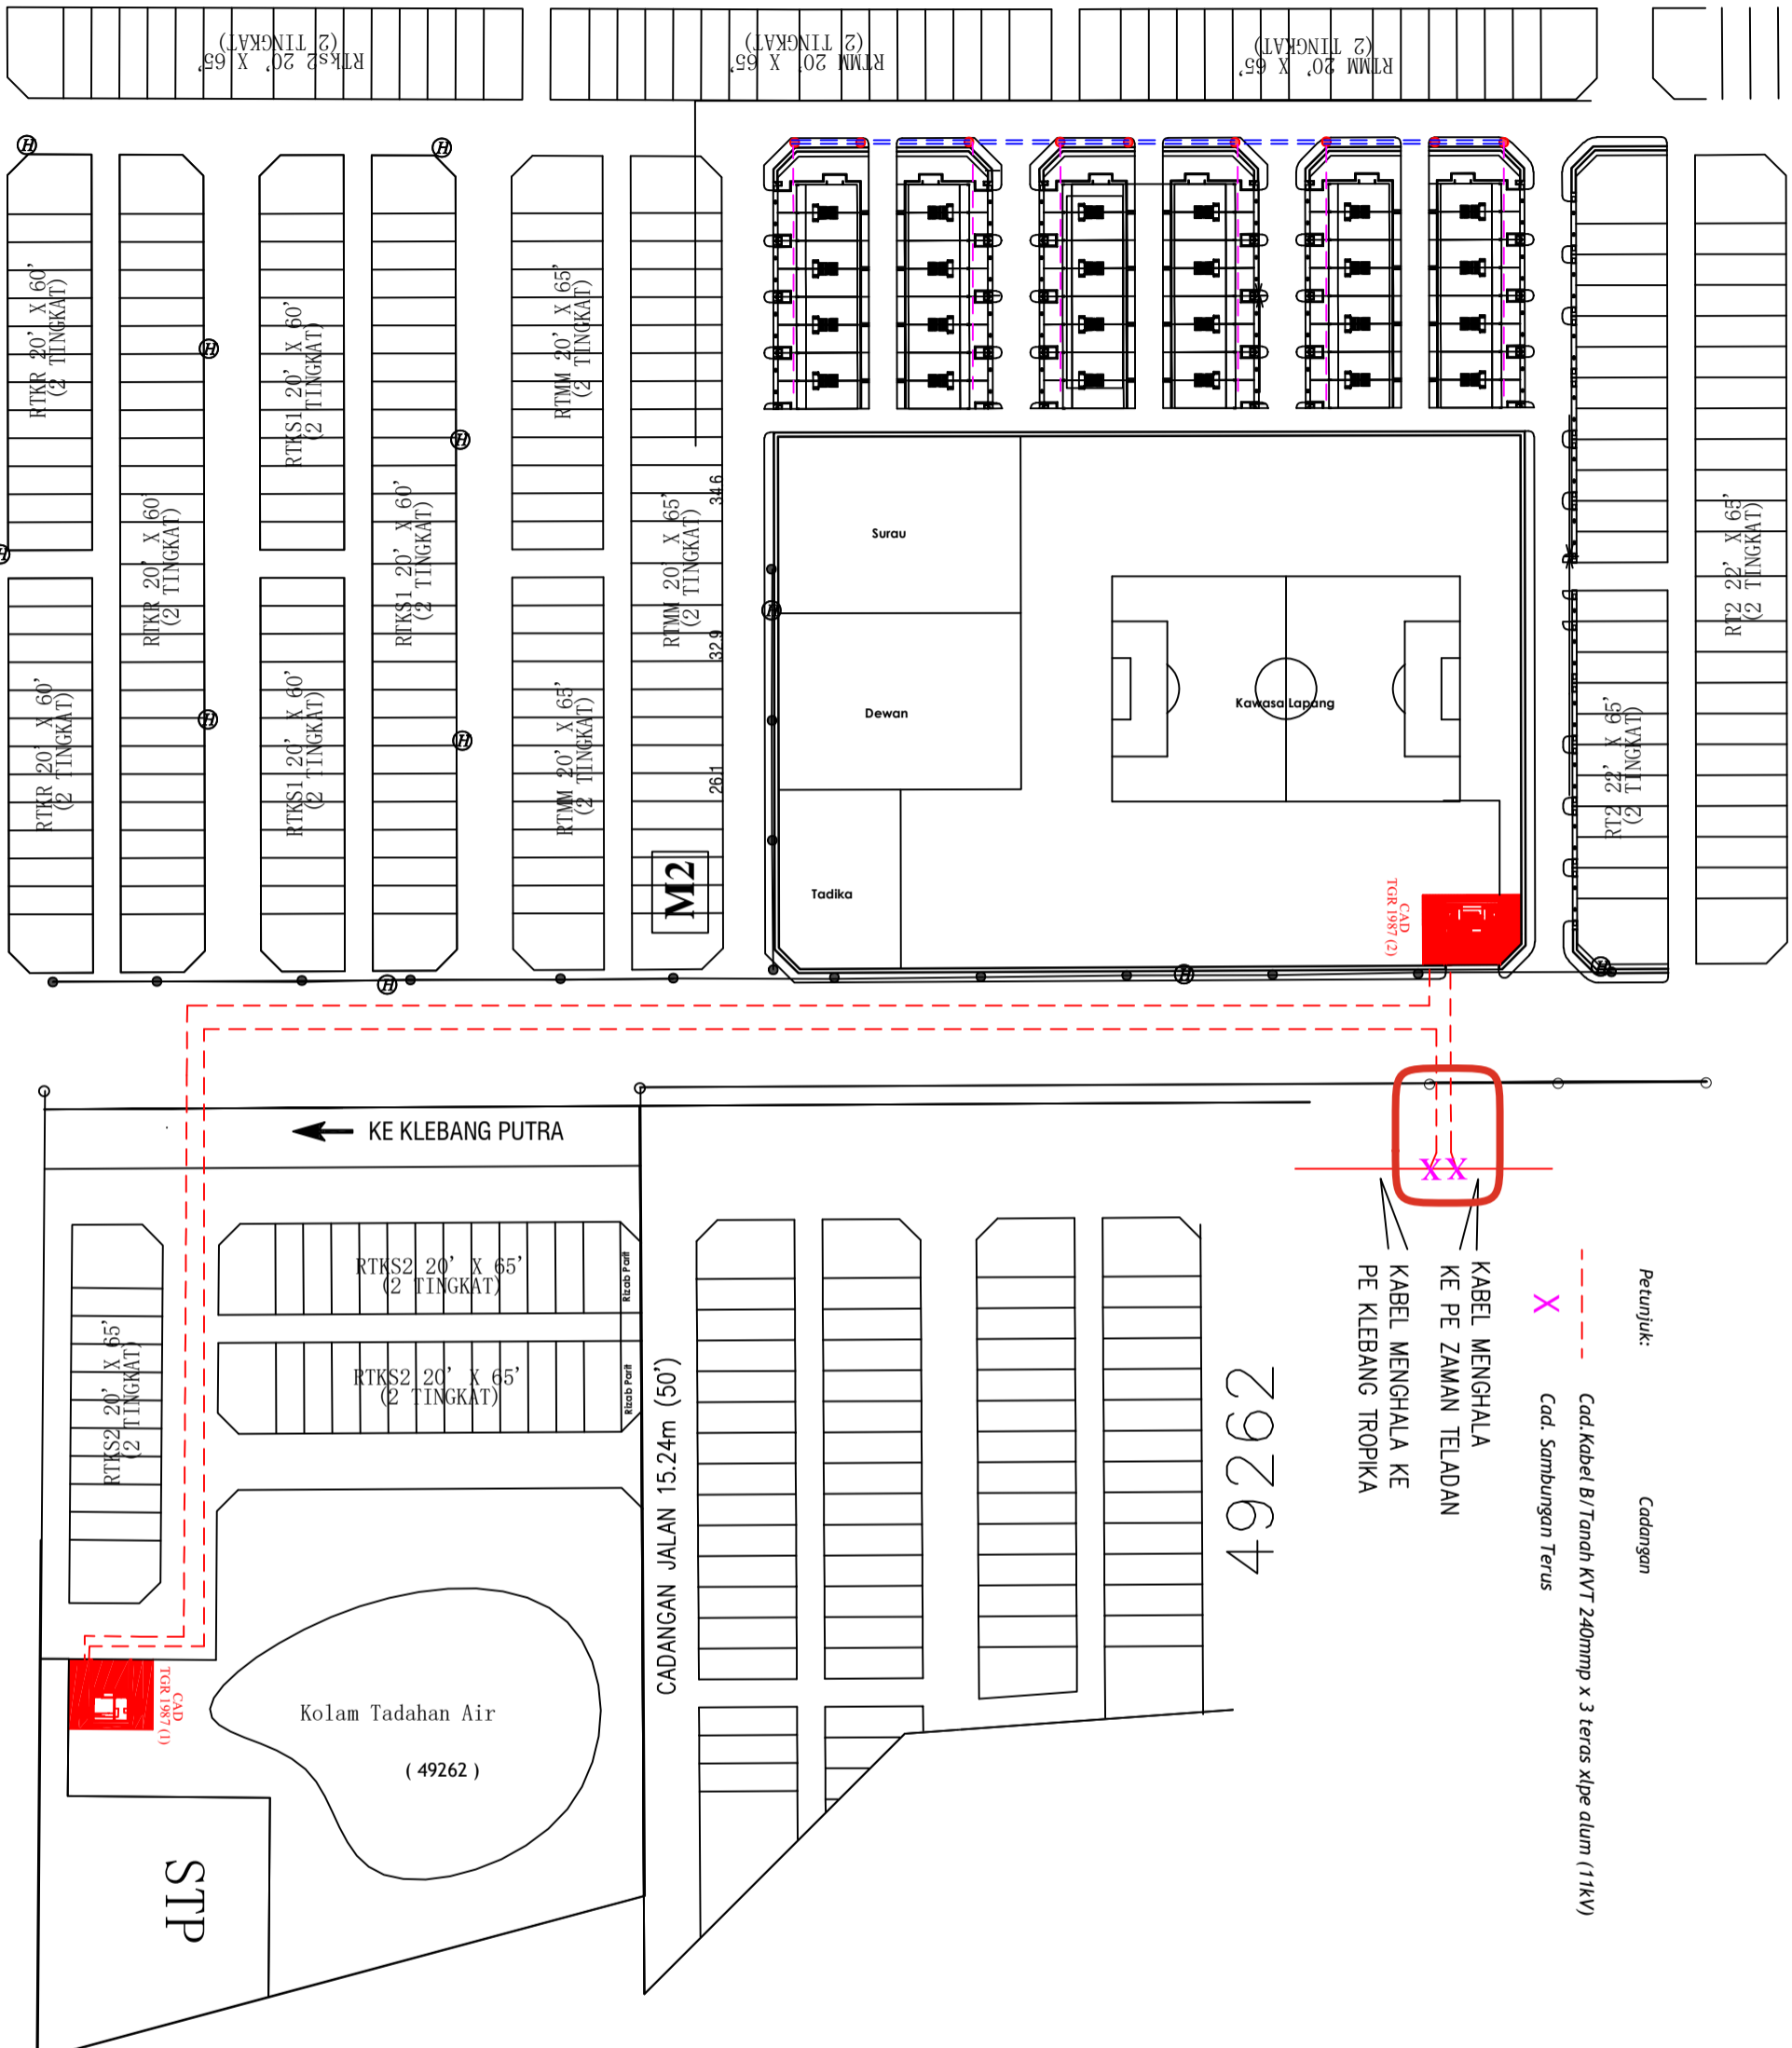 RTks2 20' X 65'
(2 TINGKAT)
RTMM 20' X 65'
(2 TINGKAT)
RTMM 20' X 65'
(2 TINGKAT)
H
H
RTKR 20' X 60'
(2 TINGKAT)
H
RTKS1 20' X 60'
(2 TINGKAT)
H
RTMM 20' X 65'
(2 TINGKAT)
H
RTKR 20' X 60'
(2 TINGKAT)
RTKS1 20' X 60'
(2 TINGKAT)
RTMM 20' X 65'
(2 TINGKAT)
34.6
32.9
26.1
Surau
H
Dewan
Kawasa Lapang
Tadika
RT2 22' X 65'
(2 TINGKAT)
RT2 22' X 65'
(2 TINGKAT)
RTKR 20' X 60'
(2 TINGKAT)
H
RTKS1 20' X 60'
(2 TINGKAT)
H
RTMM 20' X 65'
(2 TINGKAT)
M2
CAD
TGR 1987 (2)
H
H
H
KE KLEBANG PUTRA
X X
KABEL MENGHALA
KE PE ZAMAN TELADAN
KABEL MENGHALA KE
PE KLEBANG TROPIKA
Petunjuk:
Cadangan
Cad.Kabel B/Tanah KVT 240mmp x 3 teras xlpe alum (11kV)
X
Cad. Sambungan Terus
RTKS2 20' X 65'
(2 TINGKAT)
Rizab Parit
RTKS2 20' X 65'
(2 TINGKAT)
Rizab Parit
RTKS2 20' X 65'
(2 TINGKAT)
CADANGAN JALAN 15.24m (50')
49262
CAD
TGR 1987 (1)
Kolam Tadahan Air
( 49262 )
STP